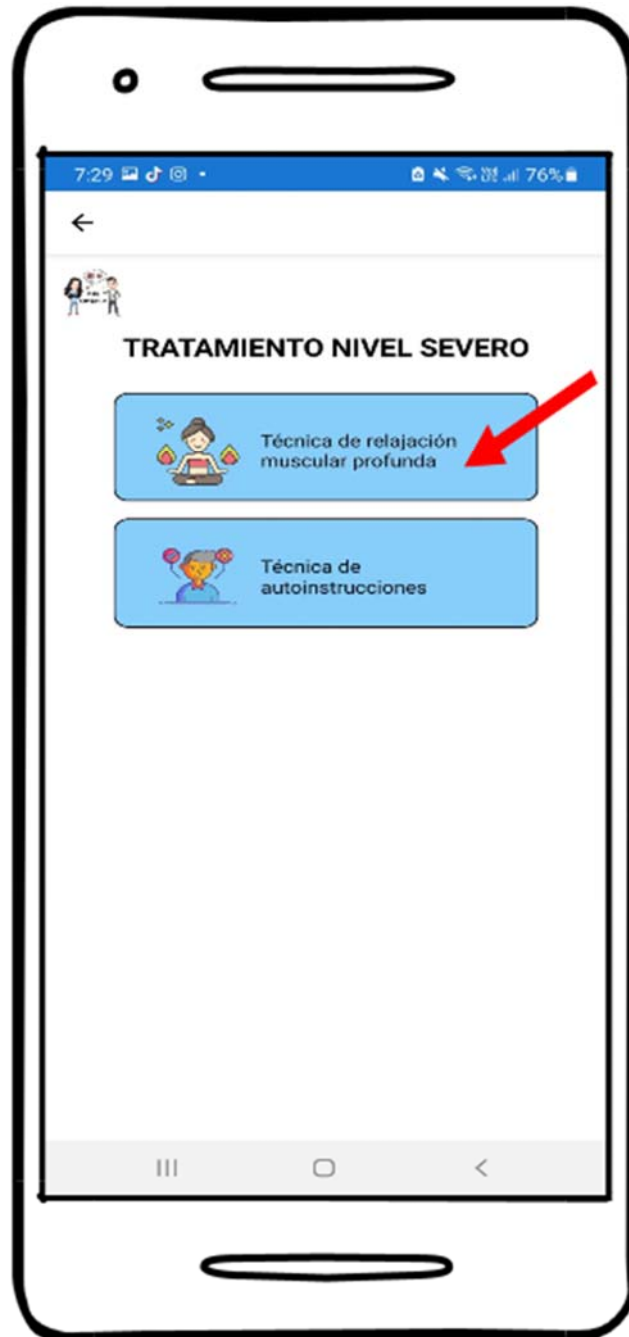 7:29 76%
TRATAMIENTO NIVEL SEVERO
Técnica de relajación
muscular profunda
Técnica de
autoinstrucciones